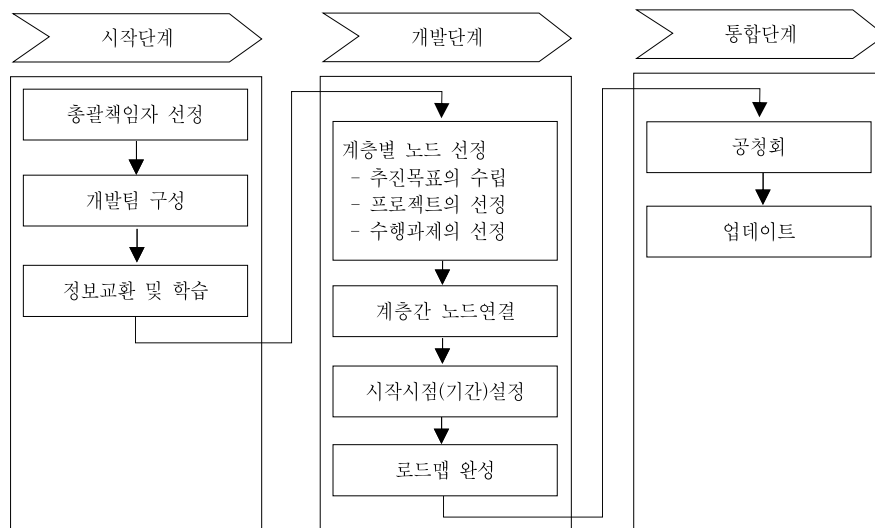 시작단계
총괄책임자 선정
개발팀 구성
정보교환 및 학습
개발단계
계층별 노드 선정
- 추진목표의 수립
- 프로젝트의 선정
- 수행과제의 선정
계층간 노드연결
시작시점(기간)설정
로드맵 완성
통합단계
공청회
업데이트